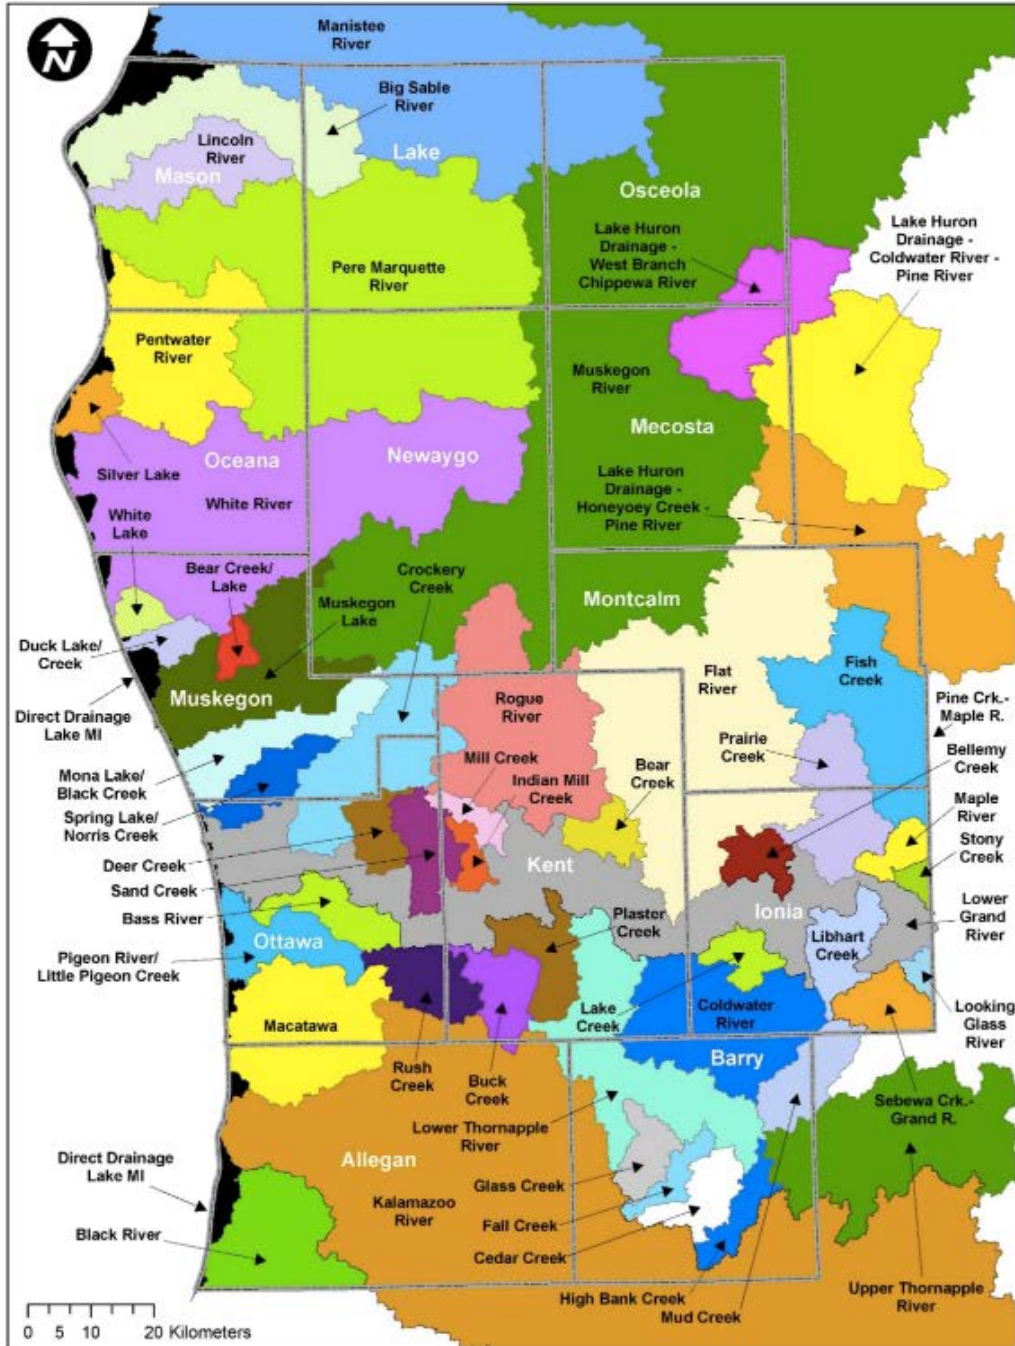 N
Manistee
River
Big Sable
River
Lincoln
River
Mason
Lake
Osceola
Lake Huron
Drainage -
West Branch
Chippewa River
Lake Huron
Drainage -
Coldwater River -
Pine River
Pere Marquette
River
Pentwater
River
Muskegon
River
Mecosta
Silver Lake
Oceana
Newaygo
White River
Lake Huron
Drainage -
Honeyoey Creek -
Pine River
White
Lake
Bear Creek/
Lake
Crockery
Creek
Muskegon
Lake
Montcalm
Duck Lake/
Creek
Muskegon
Direct Drainage
Lake MI
Rogue
River
Flat
River
Fish
Creek
Pine Crk.-
Maple R.
Prairie
Creek
Bellemy
Creek
Mona Lake/
Black Creek
Mill Creek
Indian Mill
Creek
Bear
Creek
Maple
River
Spring Lake/
Norris Creek
Stony
Creek
Deer Creek
Kent
Sand Creek
Bass River
Ionia
Lower
Grand
River
Plaster
Creek
Ottawa
Libhart
Creek
Pigeon River/
Little Pigeon Creek
Macatawa
Lake
Creek
Coldwater
River
Looking
Glass
River
Rush
Creek
Buck
Creek
Barry
Sebewa Crk.-
Grand R.
Lower Thornapple
River
Direct Drainage
Lake MI
Allegan
Glass Creek
Kalamazoo
River
Fall Creek
Black River
Cedar Creek
High Bank Creek
Mud Creek
Upper Thornapple
River
0 5 10 20 Kilometers